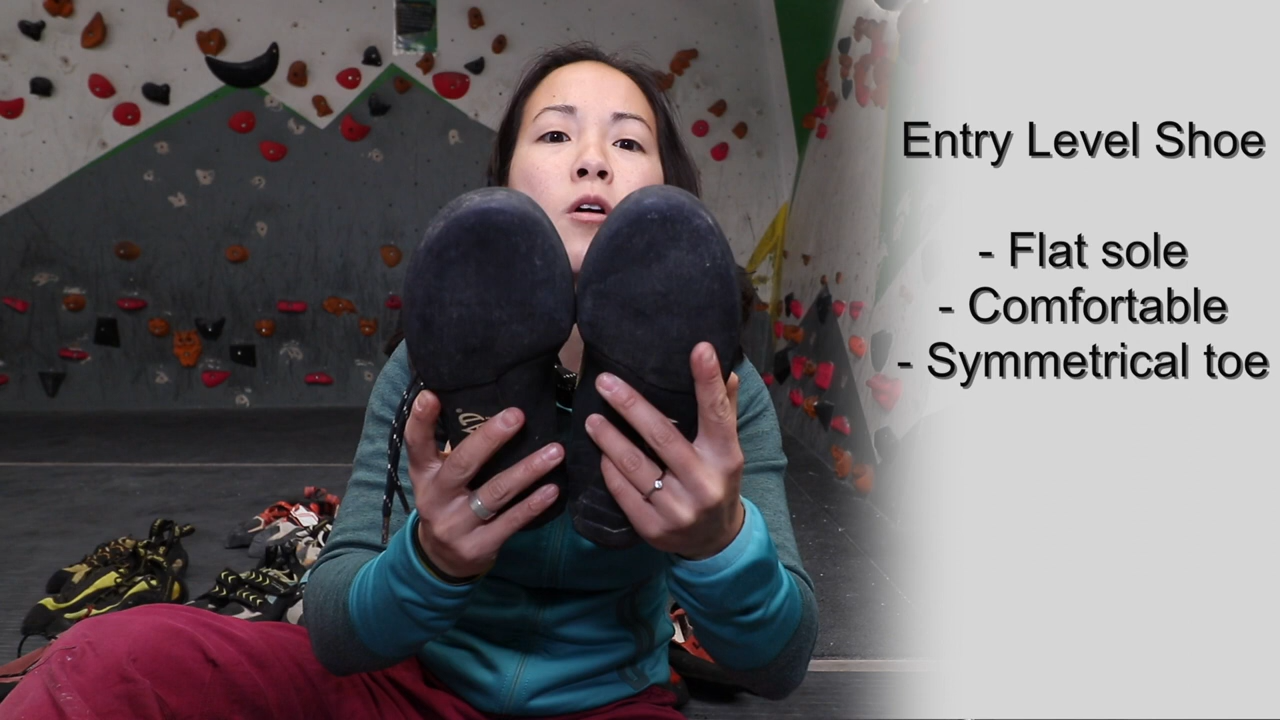 Entry Level Shoe
- Flat sole
- Comfortable
- Symmetrical toe